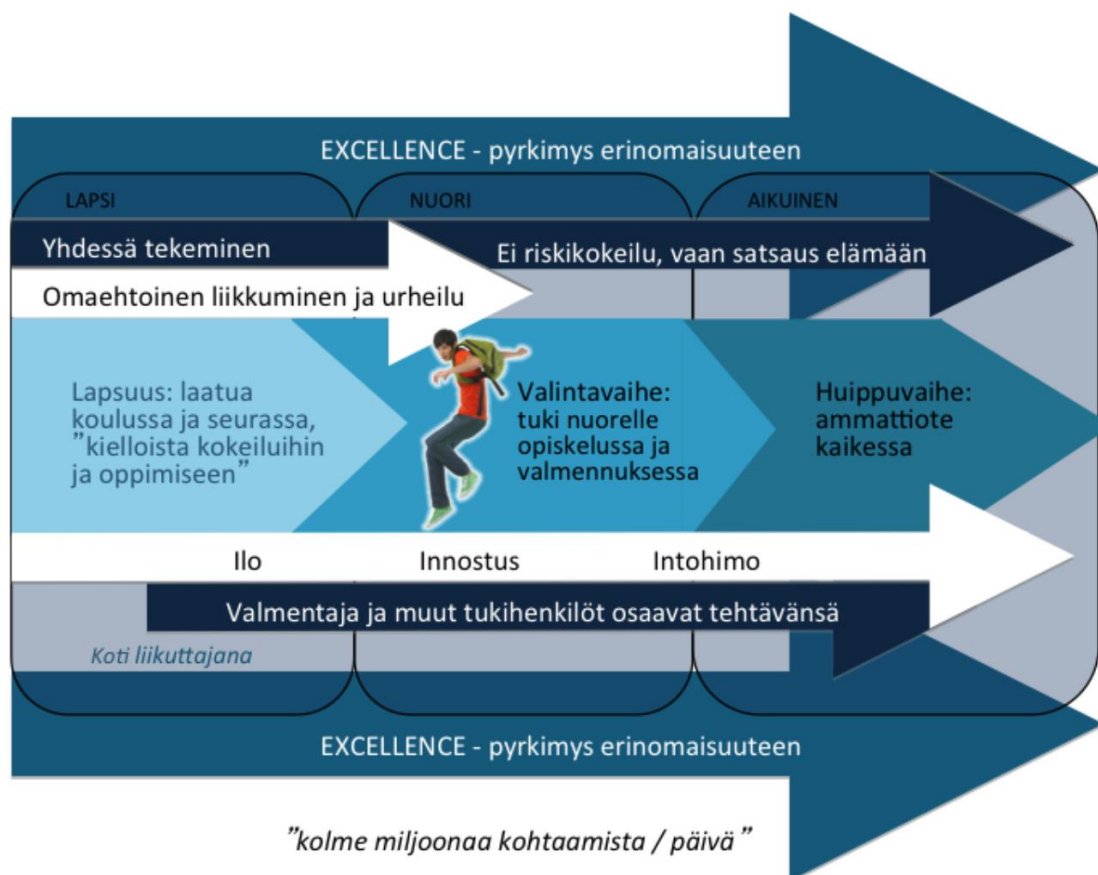 EXCELLENCE - pyrkimys erinomaisuuteen
LAPSI
NUORI
AIKUINEN
Yhdessä tekeminen
Ei riskikokeilu, vaan satsaus elämään
Omaehtoinen liikkuminen ja urheilu
Lapsuus: laatua
koulussa ja seurassa,
”kielloista kokeiluihin
ja oppimiseen”
Valintavaihe:
tuki nuorelle
opiskelussa ja
valmennuksessa
Huippuvaihe:
ammattiote
kaikessa
Ilo
Innostus
Intohimo
Valmentaja ja muut tukihenkilöt osaavat tehtävänsä
Koti liikuttajana
EXCELLENCE - pyrkimys erinomaisuuteen
”kolme miljoonaa kohtaamista / päivä”